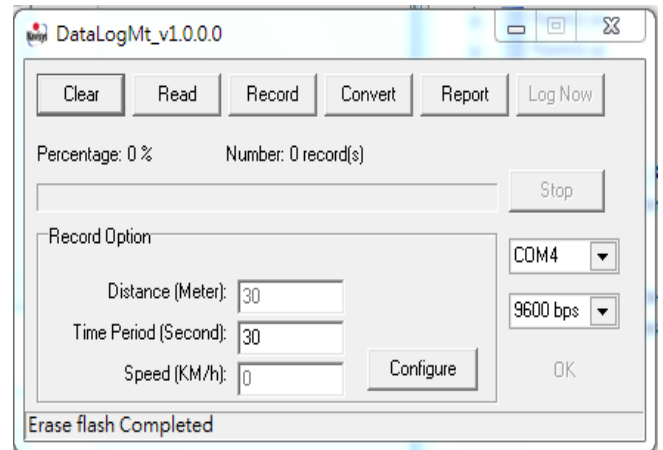 DataLogMt_v1.0.0.0
Clear Read Record Convert Report Log Now
Percentage: 0 % Number: 0 record(s)
Stop
Record Option
COM4
Distance (Meter): 30
9600 bps
Time Period (Second): 30
Speed (KM/h): 0
Configure
OK
Erase flash Completed